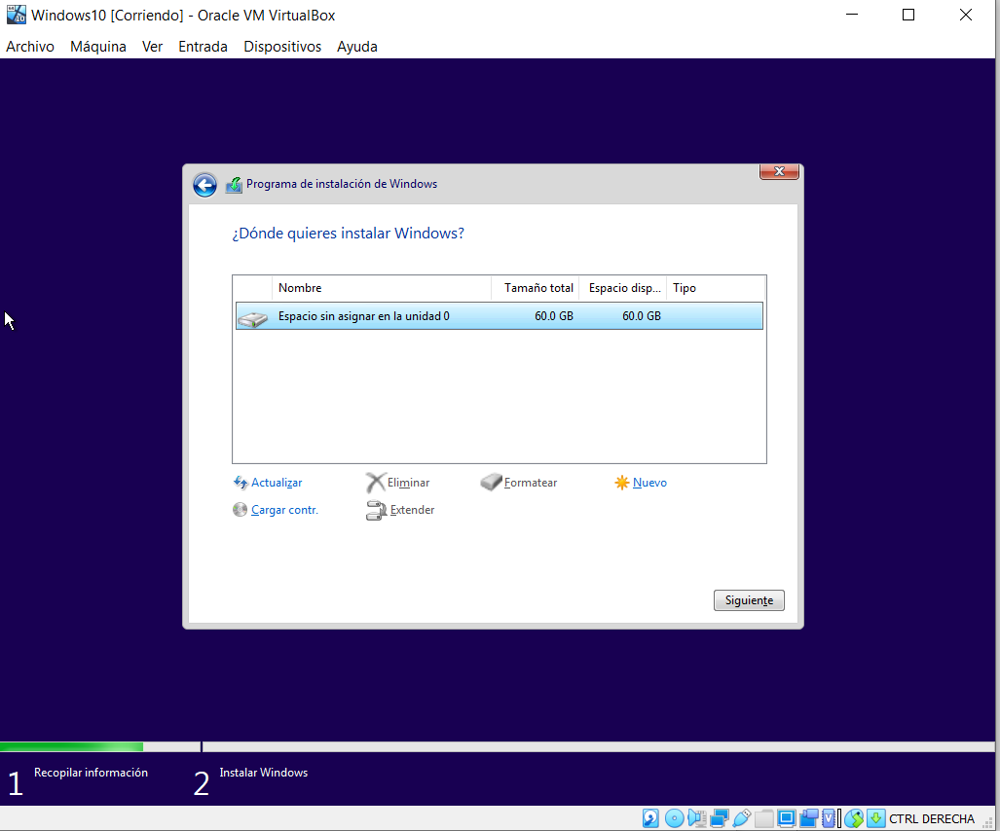 Windows10 [Corriendo] - Oracle VM VirtualBox
Archivo Máquina Ver Entrada Dispositivos Ayuda
Programa de instalación de Windows
¿Dónde quieres instalar Windows?
Nombre Tamaño total Espacio disp... Tipo
Espacio sin asignar en la unidad 0 60.0 GB 60.0 GB
Actualizar Eliminar Formatear Nuevo
Cargar contr. Extender
Siguiente
1 Recopilar información 2 Instalar Windows
CTRL DERECHA